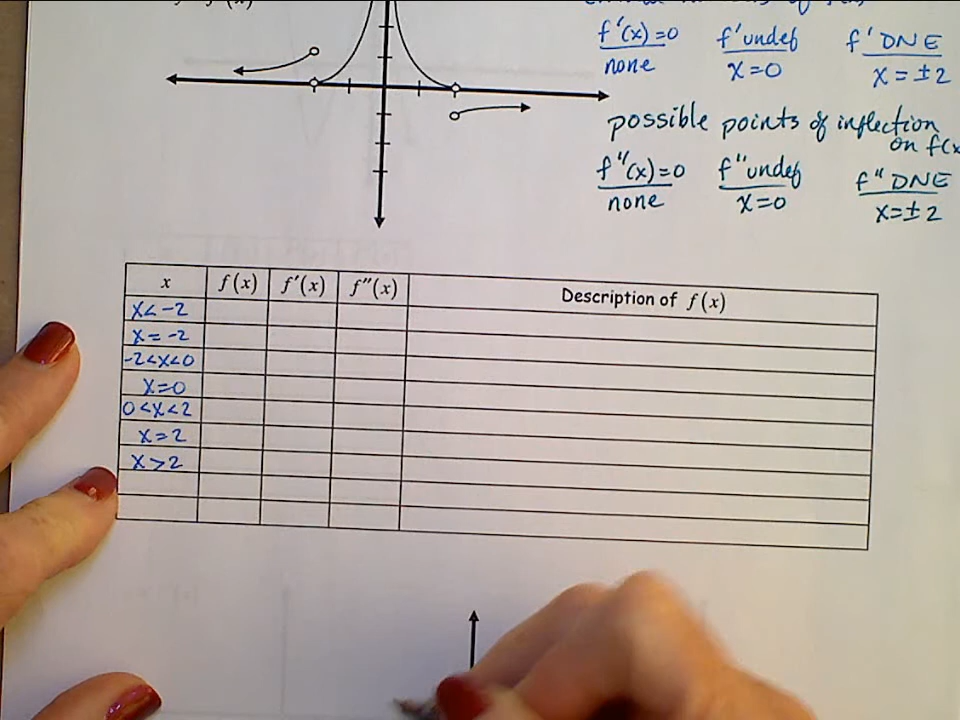 f'(x)=0 f' undef f' DNE
none x=0 x=±2
possible points of inflection
on f(x
f"(x)=0 f" undef f" DNE
none x=0 x=±2
x f(x) f'(x) f''(x) Description of f(x)
x<-2
x=-2
-2<x<0
x=0
0<x<2
x=2
x>2